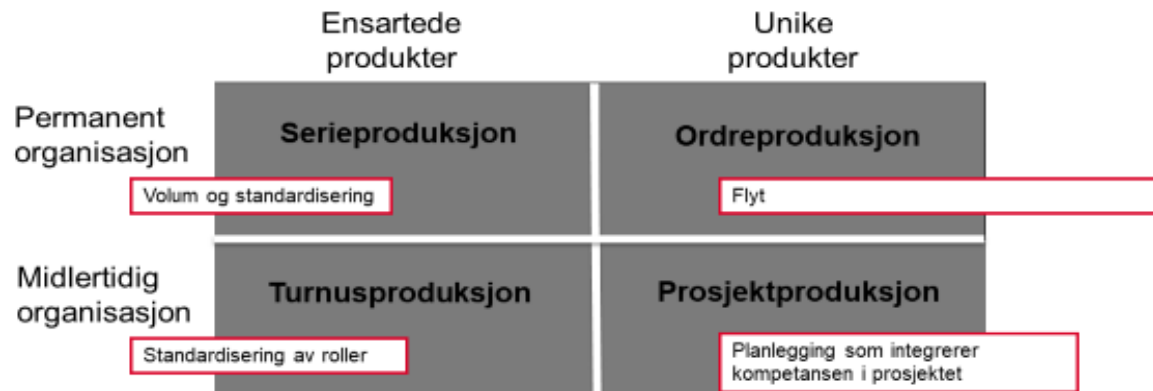 Ensartede
produkter
Unike
produkter
Permanent
organisasjon
Serieproduksjon
Ordreproduksjon
Volum og standardisering
Flyt
Midlertidig
organisasjon
Turnusproduksjon
Prosjektproduksjon
Standardisering av roller
Planlegging som integrerer
kompetansen i prosjektet